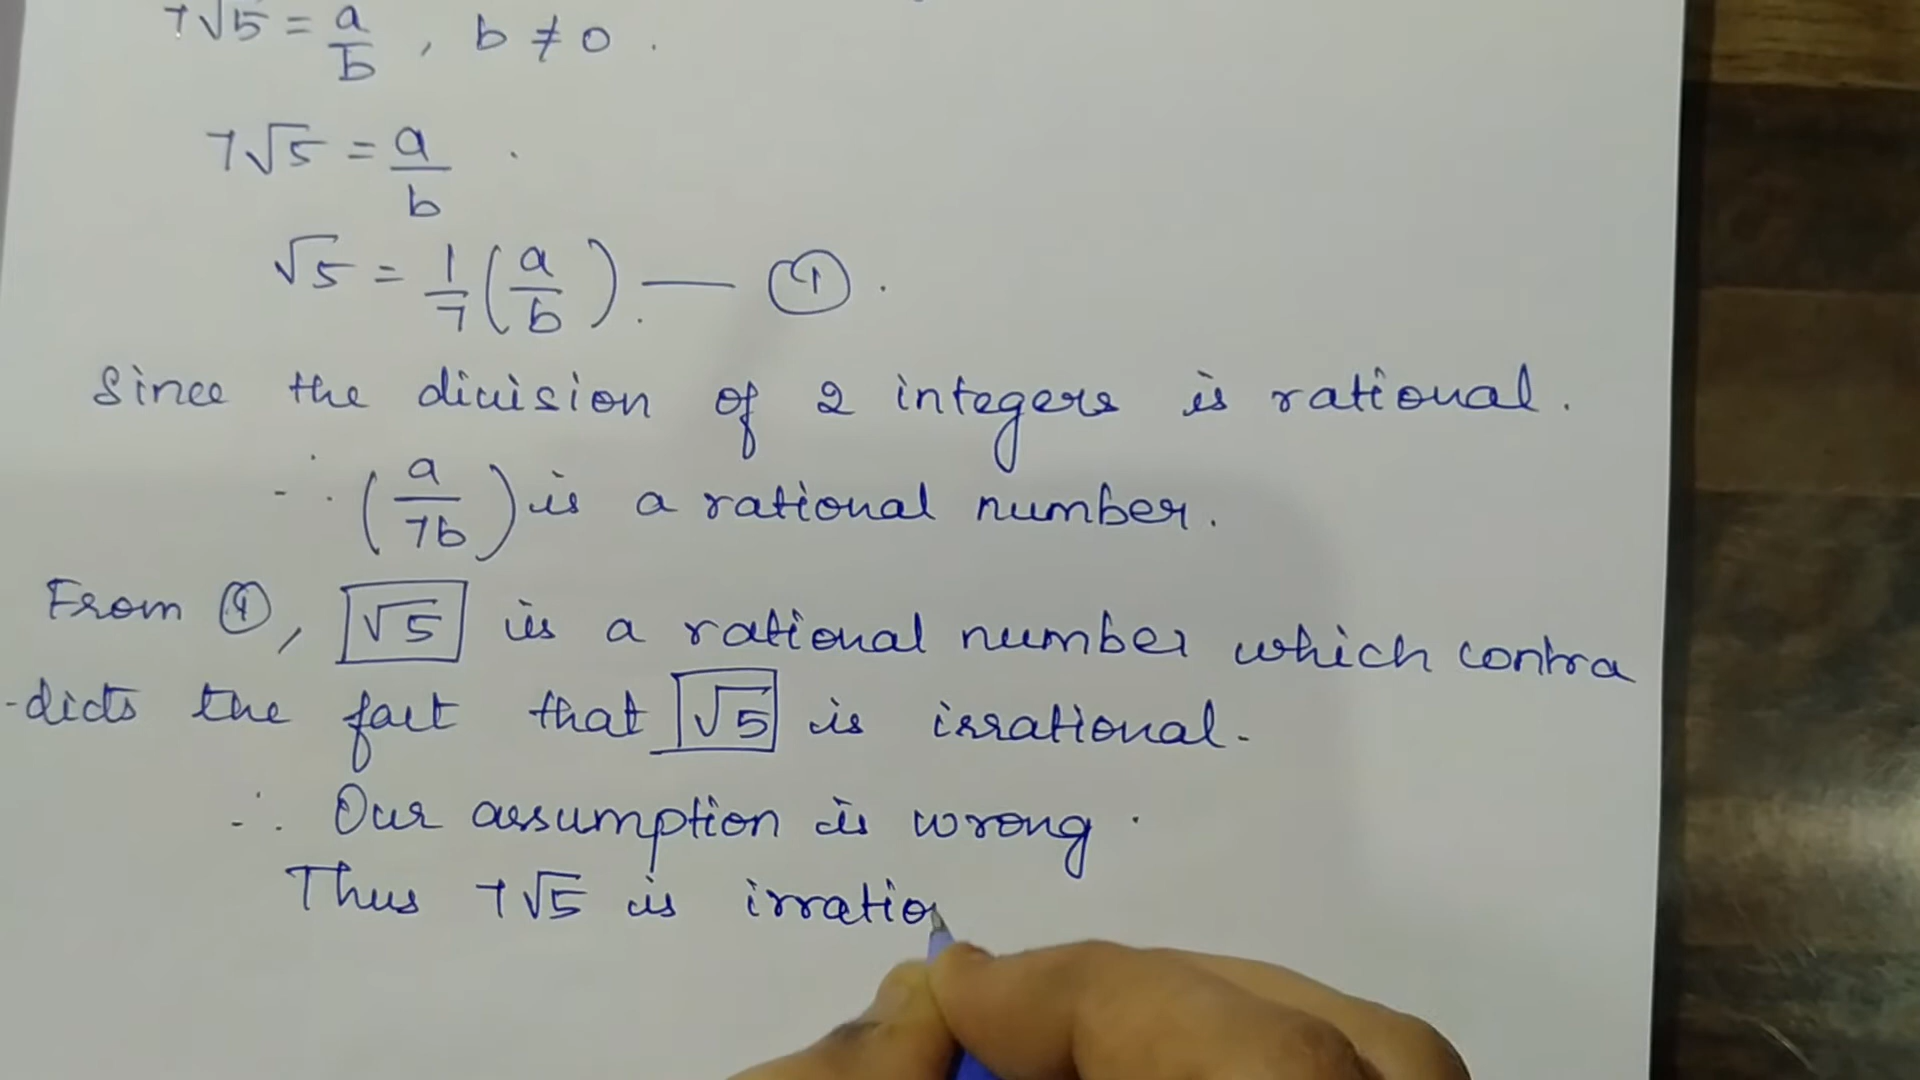 7√5 = a/b , b ≠ 0 .
7√5 = a/b .
√5 = 1/7 (a/b) — ① .
Since the division of 2 integers is rational .
∴ (a/7b) is a rational number .
From ①, √5 is a rational number which contra
-dicts the fact that √5 is irrational -
∴ Our assumption is wrong .
Thus 7√5 is irratio